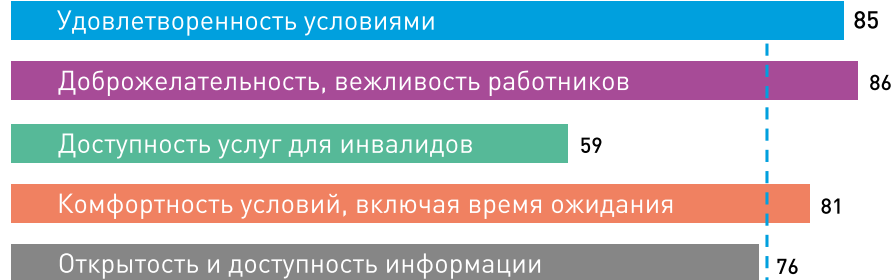 Удовлетворенность условиями 85
Доброжелательность, вежливость работников 86
Доступность услуг для инвалидов 59
Комфортность условий, включая время ожидания 81
Открытость и доступность информации 76